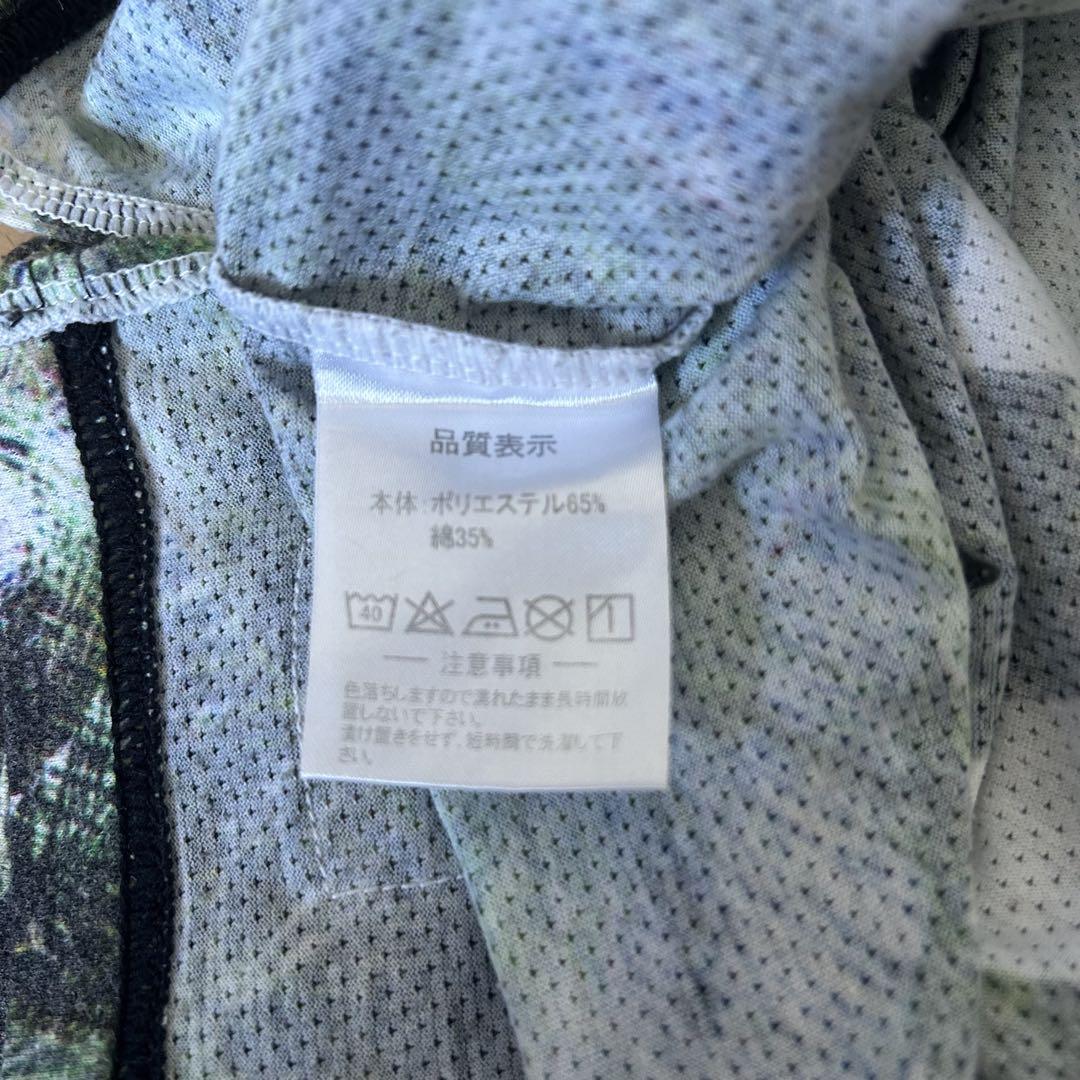 品質表示
本体:ポリエステル65%
綿35%
40
注意事項
色落ちしますので濡れたまま長時間放
置しないで下さい。
漬け置きをせず、短時間で洗濯して下
さい。